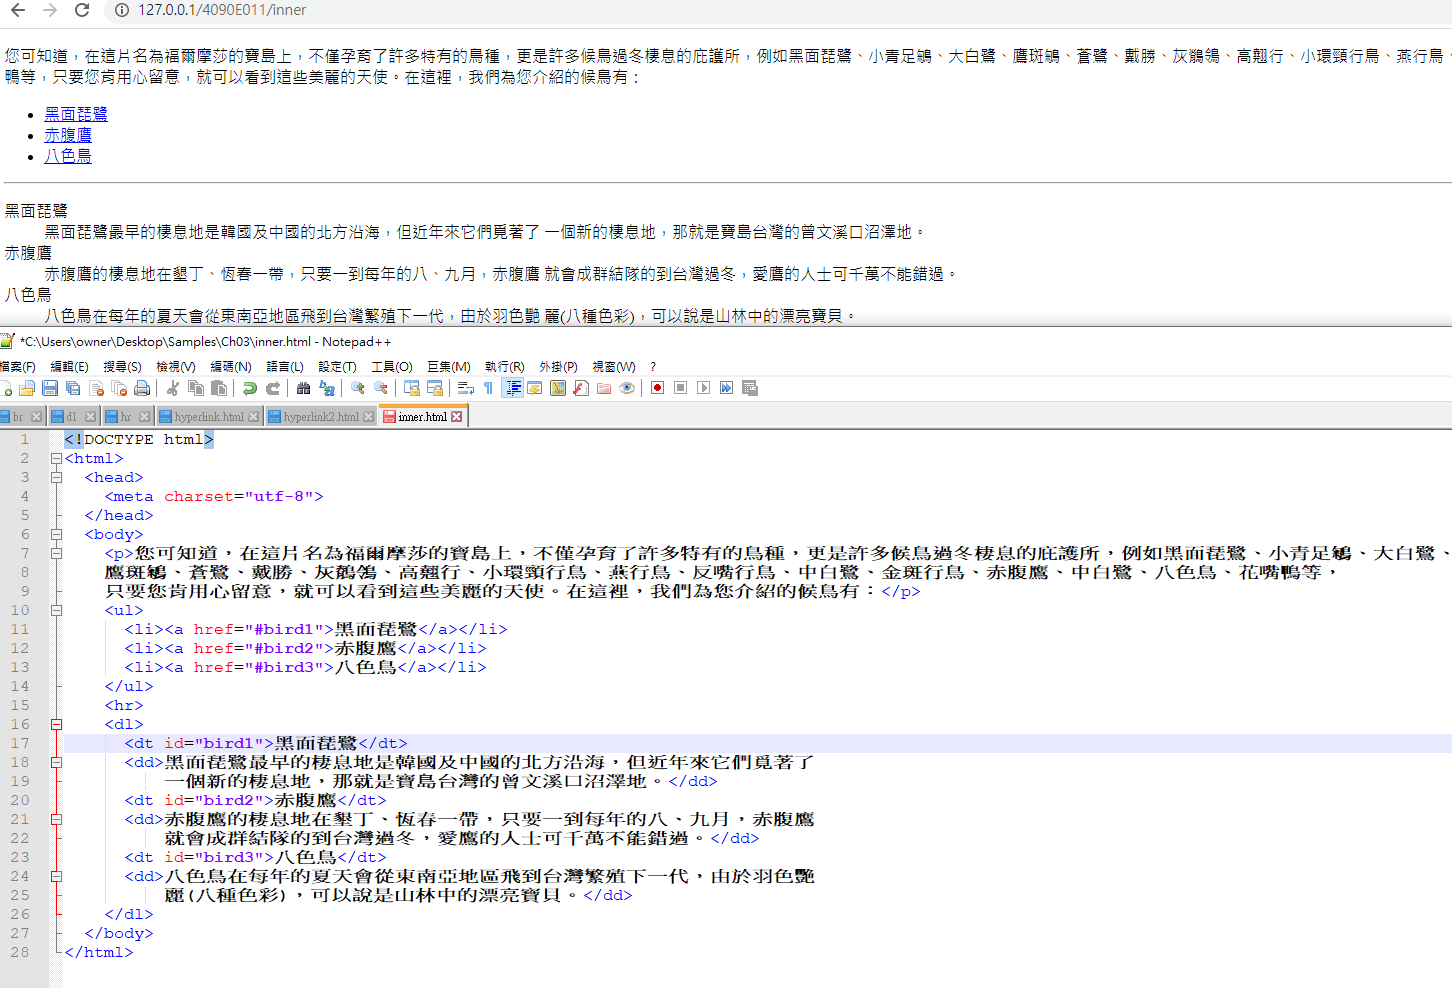 127.0.0.1/4090E011/inner
您可知道，在這片名為福爾摩莎的寶島上，不僅孕育了許多特有的鳥種，更是許多候鳥過冬棲息的庇護所，例如黑面琵鷺、小青足鷸、大白鷺、鷹斑鷸、蒼鷺、戴勝、灰鶺鴒、高翹行、小環頸行鳥、燕行鳥、
鴨等，只要您肯用心留意，就可以看到這些美麗的天使。在這裡，我們為您介紹的候鳥有：
• 黑面琵鷺
• 赤腹鷹
• 八色鳥
黑面琵鷺
黑面琵鷺最早的棲息地是韓國及中國的北方沿海，但近年來它們覓著了 一個新的棲息地，那就是寶島台灣的曾文溪口沼澤地。
赤腹鷹
赤腹鷹的棲息地在墾丁、恆春一帶，只要一到每年的八、九月，赤腹鷹 就會成群結隊的到台灣過冬，愛鷹的人士可千萬不能錯過。
八色鳥
八色鳥在每年的夏天會從東南亞地區飛到台灣繁殖下一代，由於羽色艷 麗(八種色彩)，可以說是山林中的漂亮寶貝。
*C:\Users\owner\Desktop\Samples\Ch03\inner.html - Notepad++
檔案(F) 編輯(E) 搜尋(S) 檢視(V) 編碼(N) 語言(L) 設定(T) 工具(O) 巨集(M) 執行(R) 外掛(P) 視窗(W) ?
br dl hr hyperlink.html hyperlink2.html inner.html
1 <!DOCTYPE html>
2 <html>
3 <head>
4 <meta charset="utf-8">
5 </head>
6 <body>
7 <p>您可知道，在這片名為福爾摩莎的寶島上，不僅孕育了許多特有的鳥種，更是許多候鳥過冬棲息的庇護所，例如黑面琵鷺、小青足鷸、大白鷺、
8 鷹斑鷸、蒼鷺、戴勝、灰鶺鴒、高翹行、小環頸行鳥、燕行鳥、反嘴行鳥、中白鷺、金斑行鳥、赤腹鷹、中白鷺、八色鳥、花嘴鴨等，
9 只要您肯用心留意，就可以看到這些美麗的天使。在這裡，我們為您介紹的候鳥有：</p>
10 <ul>
11 <li><a href="#bird1">黑面琵鷺</a></li>
12 <li><a href="#bird2">赤腹鷹</a></li>
13 <li><a href="#bird3">八色鳥</a></li>
14 </ul>
15 <hr>
16 <dl>
17 <dt id="bird1">黑面琵鷺</dt>
18 <dd>黑面琵鷺最早的棲息地是韓國及中國的北方沿海，但近年來它們覓著了
19 一個新的棲息地，那就是寶島台灣的曾文溪口沼澤地。</dd>
20 <dt id="bird2">赤腹鷹</dt>
21 <dd>赤腹鷹的棲息地在墾丁、恆春一帶，只要一到每年的八、九月，赤腹鷹
22 就會成群結隊的到台灣過冬，愛鷹的人士可千萬不能錯過。</dd>
23 <dt id="bird3">八色鳥</dt>
24 <dd>八色鳥在每年的夏天會從東南亞地區飛到台灣繁殖下一代，由於羽色艷
25 麗(八種色彩)，可以說是山林中的漂亮寶貝。</dd>
26 </dl>
27 </body>
28 </html>